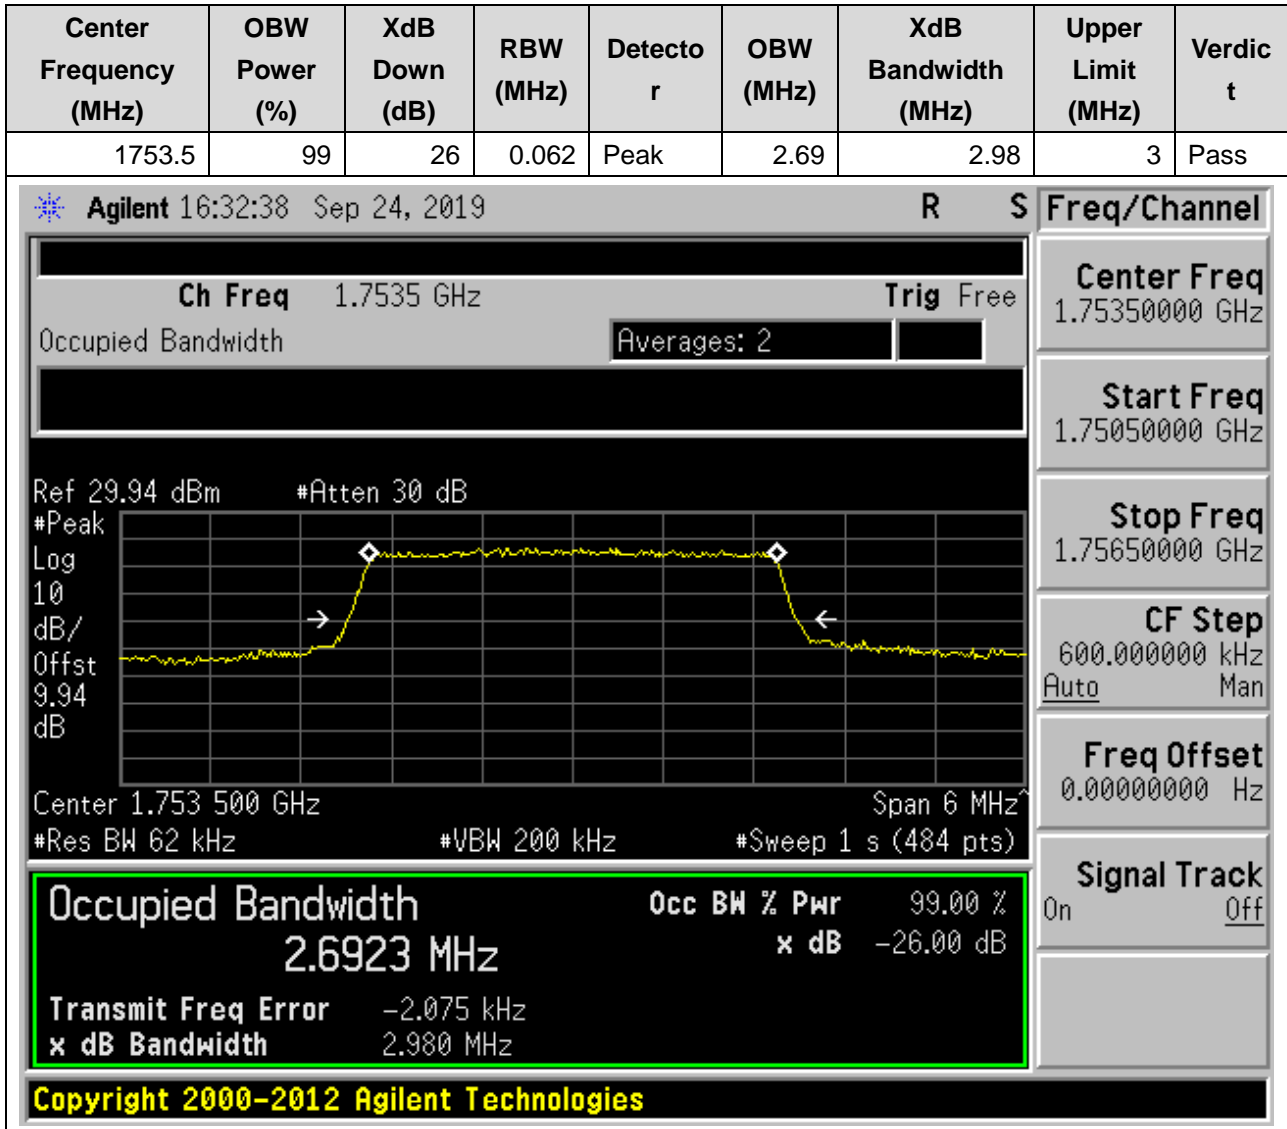 Center Frequency (MHz) OBW Power (%) XdB Down (dB) RBW (MHz) Detecto r OBW (MHz) XdB Bandwidth (MHz) Upper Limit (MHz) Verdic t
1753.5 99 26 0.062 Peak 2.69 2.98 3 Pass
Agilent 16:32:38 Sep 24, 2019 R S
Freq/Channel
Ch Freq 1.7535 GHz Trig Free
Occupied Bandwidth Averages: 2
Center Freq
1.75350000 GHz
Start Freq
1.75050000 GHz
Stop Freq
1.75650000 GHz
CF Step
600.000000 kHz
Auto Man
Freq Offset
0.00000000 Hz
Signal Track
On Off
Ref 29.94 dBm #Atten 30 dB
#Peak
Log
10
dB/
Offst
9.94
dB
Center 1.753 500 GHz Span 6 MHz^
#Res BW 62 kHz #VBW 200 kHz #Sweep 1 s (484 pts)
Occupied Bandwidth Occ BW % Pwr 99.00 %
2.6923 MHz x dB -26.00 dB
Transmit Freq Error -2.075 kHz
x dB Bandwidth 2.980 MHz
Copyright 2000-2012 Agilent Technologies